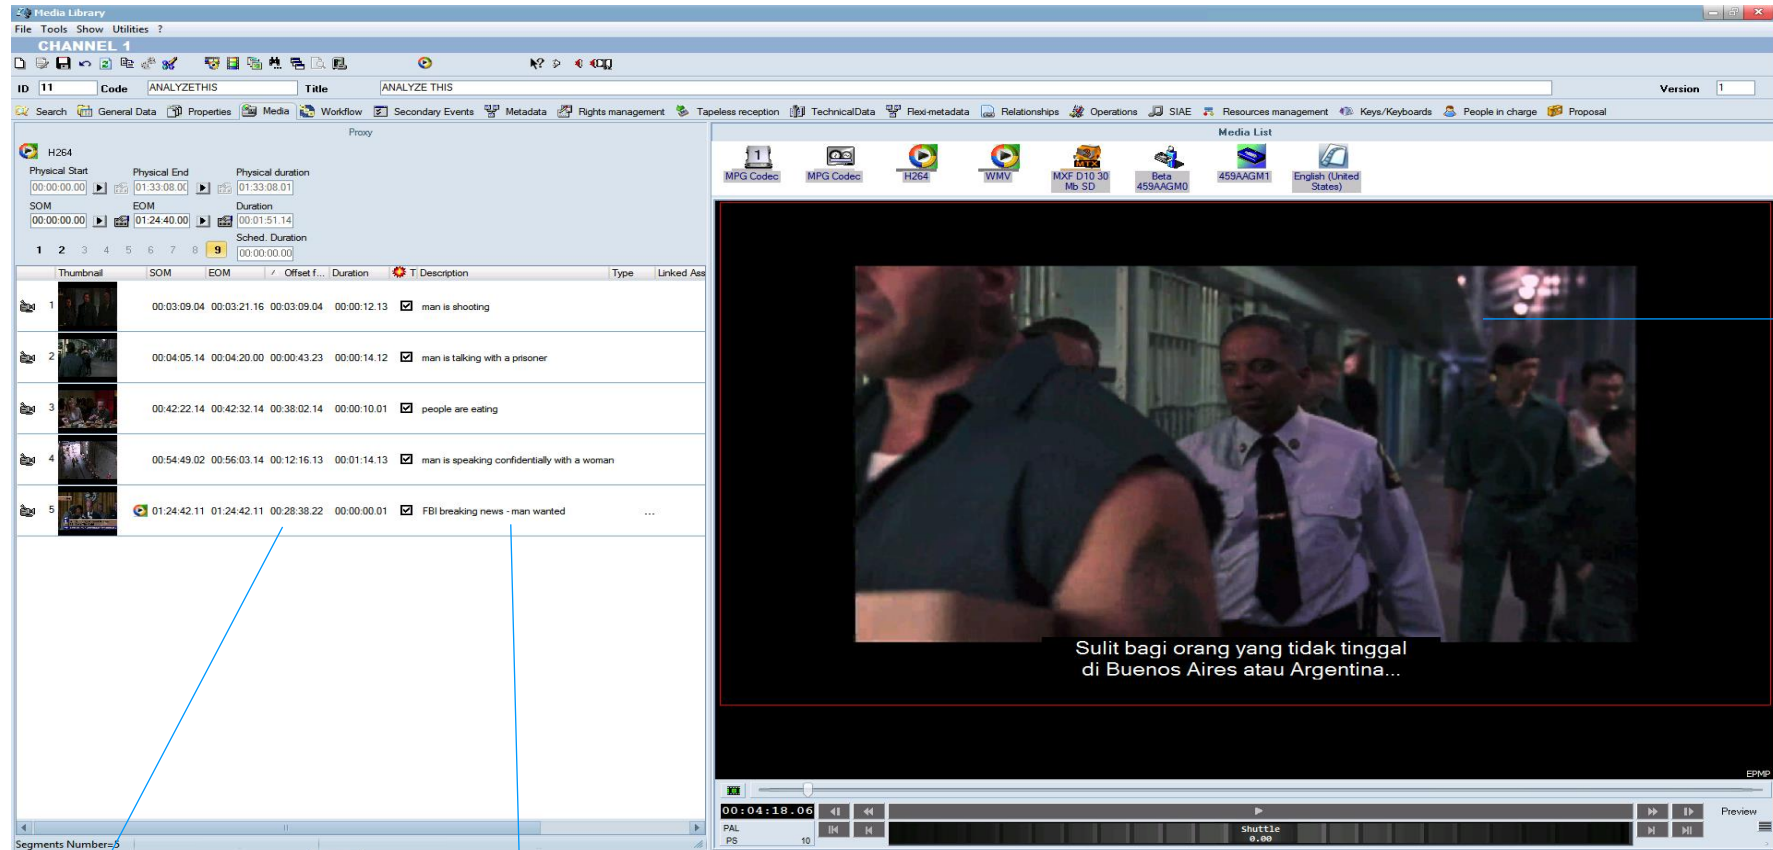 Media Library
File Tools Show Utilities ?
CHANNEL 1
ID 11 Code ANALYZETHIS Title ANALYZE THIS Version 1
Search General Data Properties Media Workflow Secondary Events Metadata Rights management Tapeless reception TechnicalData Flexi-metadata Relationships Operations SIAE Resources management Keys/Keyboards People in charge Proposal
Proxy
H264
Physical Start Physical End Physical duration
00:00:00.00 01:33:08.0( 01:33:08.01
SOM EOM Duration
00:00:00.00 01:24:40.00 00:01:51.14
Sched. Duration
1 2 3 4 5 6 7 8 9 00:00:00.00
Thumbnail SOM EOM Offset f... Duration T Description Type Linked Ass
1 00:03:09.04 00:03:21.16 00:03:09.04 00:00:12.13 man is shooting
2 00:04:05.14 00:04:20.00 00:00:43.23 00:00:14.12 man is talking with a prisoner
3 00:42:22.14 00:42:32.14 00:38:02.14 00:00:10.01 people are eating
4 00:54:49.02 00:56:03.14 00:12:16.13 00:01:14.13 man is speaking confidentially with a woman
5 01:24:42.11 01:24:42.11 00:28:38.22 00:00:00.01 FBI breaking news - man wanted ...
Segments Number=5
Media List
1
MTX
MPG Codec MPG Codec H264 WMV MXF D10 30 Mb SD Beta 459AAGM0 459AAGM1 English (United States)
Sulit bagi orang yang tidak tinggal
di Buenos Aires atau Argentina...
EPMP
00:04:18.06 Preview
PAL Shuttle
PS 10 0.00